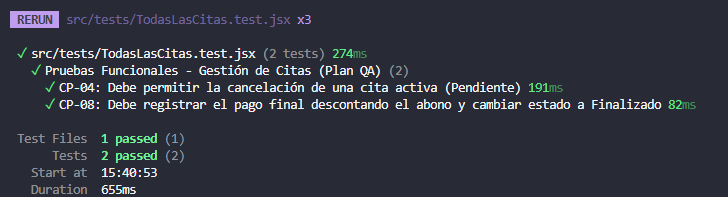 RERUN src/tests/TodasLasCitas.test.jsx x3
✓ src/tests/TodasLasCitas.test.jsx (2 tests) 274ms
✓ Pruebas Funcionales - Gestión de Citas (Plan QA) (2)
✓ CP-04: Debe permitir la cancelación de una cita activa (Pendiente) 191ms
✓ CP-08: Debe registrar el pago final descontando el abono y cambiar estado a Finalizado 82ms
Test Files 1 passed (1)
Tests 2 passed (2)
Start at 15:40:53
Duration 655ms